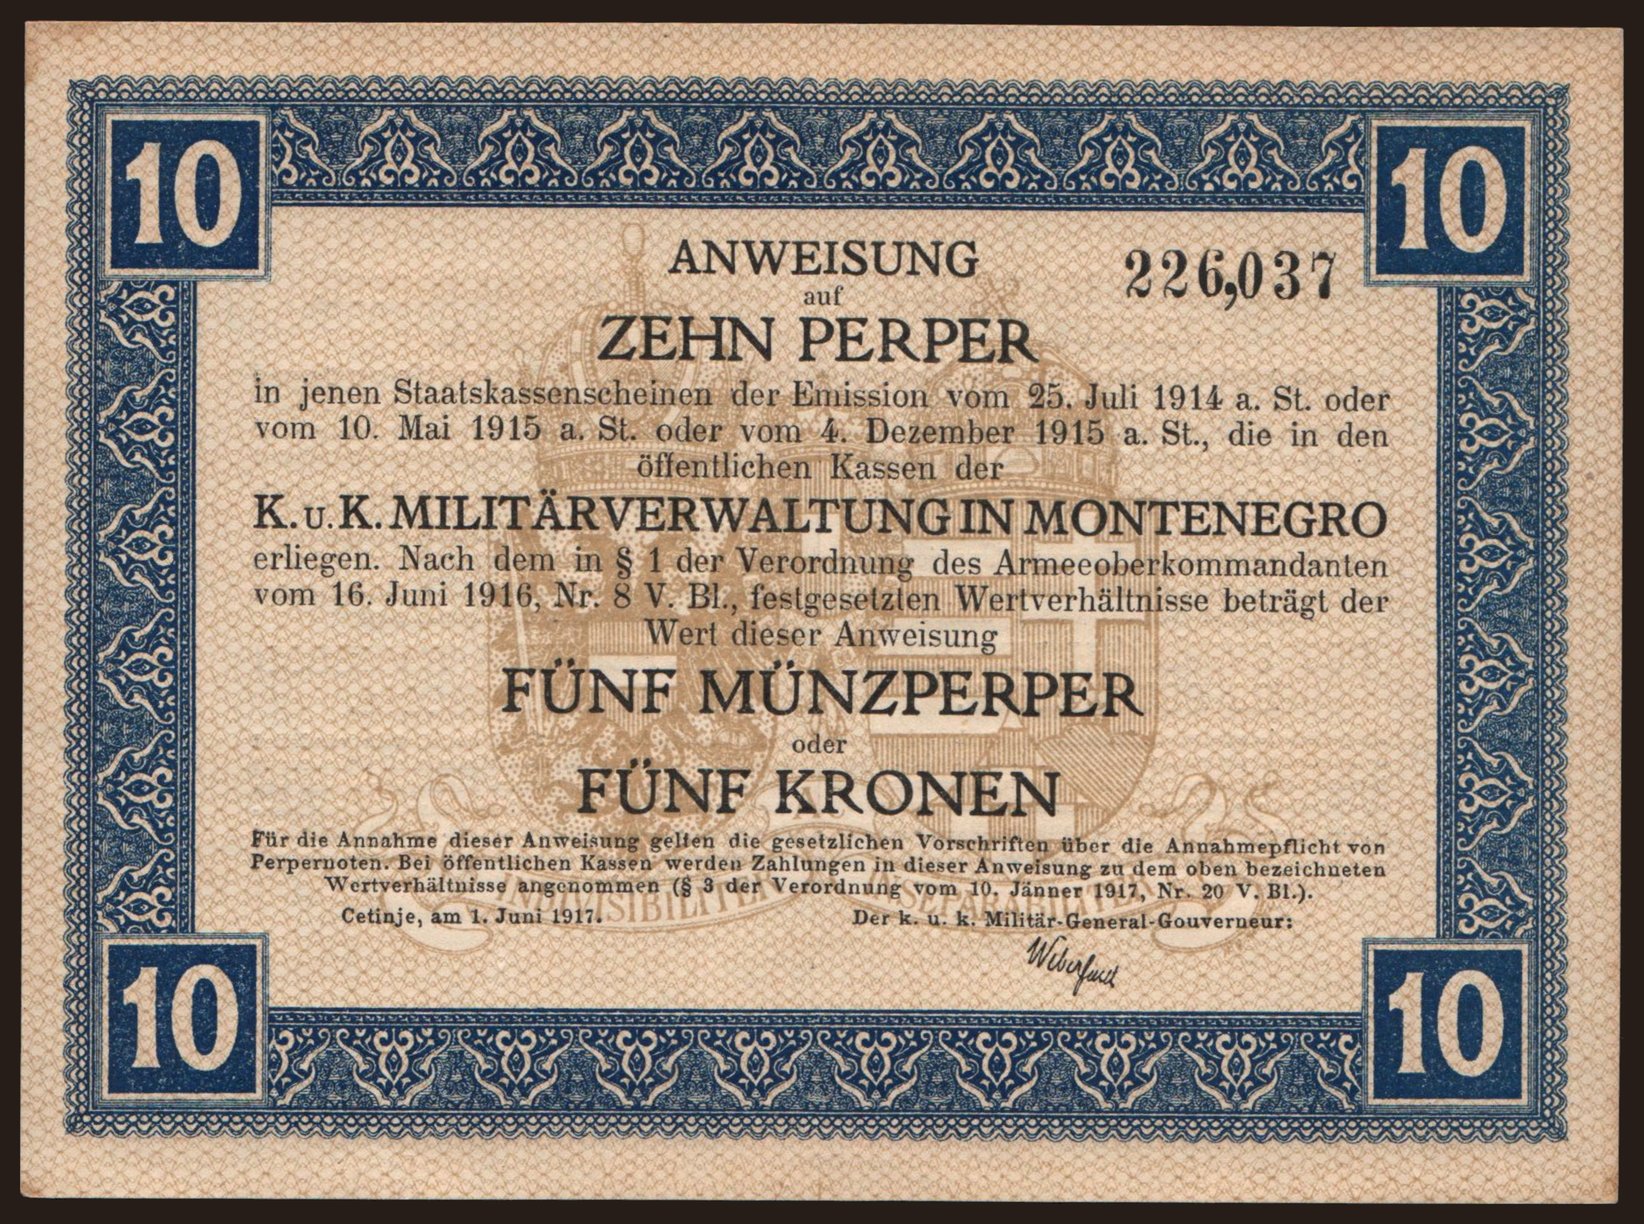 10
10
ANWEISUNG
226,037
auf
ZEHN PERPER
in jenen Staatskassenscheinen der Emission vom 25. Juli 1914 a. St. oder
vom 10. Mai 1915 a. St. oder vom 4. Dezember 1915 a. St., die in den
öffentlichen Kassen der
K.u.K. MILITÄRVERWALTUNG IN MONTENEGRO
erliegen. Nach dem in § 1 der Verordnung des Armeeoberkommandanten
vom 16. Juni 1916, Nr. 8 V. Bl., festgesetzten Wertverhältnisse beträgt der
Wert dieser Anweisung
FÜNF MÜNZPERPER
oder
FÜNF KRONEN
Für die Annahme dieser Anweisung gelten die gesetzlichen Vorschriften über die Annahmepflicht von
Perpernoten. Bei öffentlichen Kassen werden Zahlungen in dieser Anweisung zu dem oben bezeichneten
Wertverhältnisse angenommen (§ 3 der Verordnung vom 10. Jänner 1917, Nr. 20 V. Bl.).
Cetinje, am 1. Juni 1917.
Der k. u. k. Militär-General-Gouverneur:
10
10